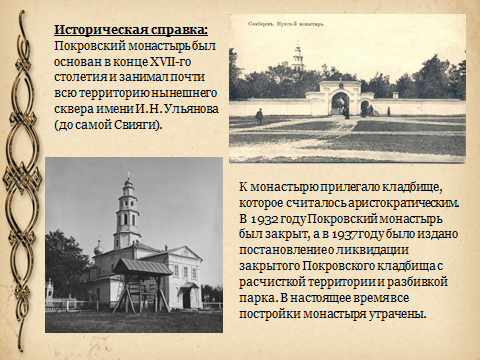 Историческая справка:
Покровский монастырь был
основан в конце XVII-го
столетия и занимал почти
всю территорию нынешнего
сквера имени И.Н. Ульянова
(до самой Свияги).
Симбирскъ. Мужской монастырь.
К монастырю прилегало кладбище,
которое считалось аристократическим.
В 1932 году Покровский монастырь
был закрыт, а в 1937году было издано
постановление о ликвидации
закрытого Покровского кладбища с
расчисткой территории и разбивкой
парка. В настоящее время все
постройки монастыря утрачены.